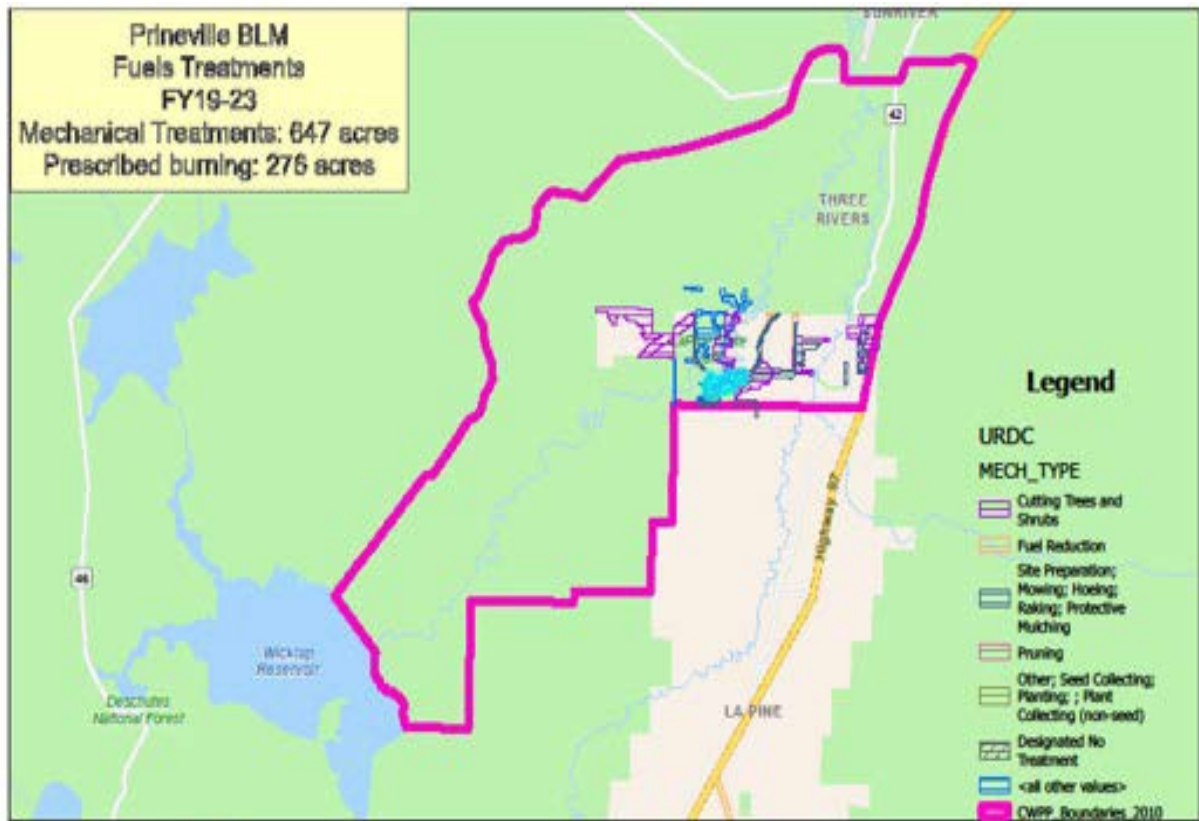 Prineville BLM
Fuels Treatments
FY19-23
Mechanical Treatments: 647 acres
Prescribed burning: 276 acres
SUNRIVER
42
THREE
RIVERS
Highway 97
46
Wickiup
Reservoir
Deschutes
National Forest
LA PINE
Legend
URDC
MECH_TYPE
Cutting Trees and
Shrubs
Fuel Reduction
Site Preparation;
Mowing; Hoeing;
Raking; Protective
Mulching
Pruning
Other; Seed Collecting;
Planting; ; Plant
Collecting (non-seed)
Designated No
Treatment
<all other values>
CWPP_Boundaries_2010